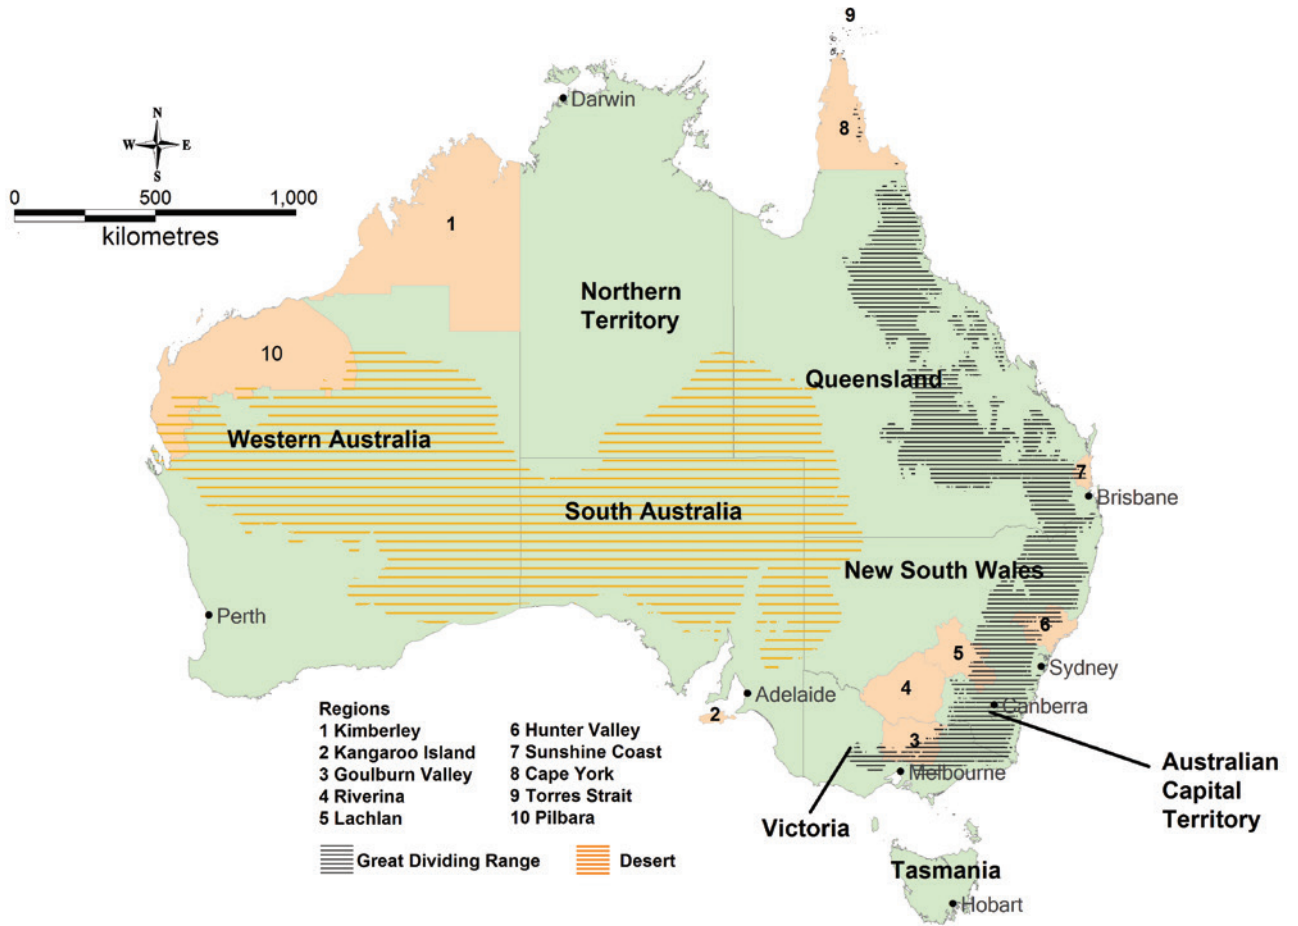 9
Darwin
N
W E
S
8
0 500 1,000
kilometres
1
Northern
Territory
10
Queensland
Western Australia
7
Brisbane
South Australia
New South Wales
Perth
6
5
Sydney
4
Adelaide
Canberra
2
3
Melbourne
Regions
1 Kimberley
2 Kangaroo Island
3 Goulburn Valley
4 Riverina
5 Lachlan
6 Hunter Valley
7 Sunshine Coast
8 Cape York
9 Torres Strait
10 Pilbara
Great Dividing Range
Desert
Victoria
Australian
Capital
Territory
Tasmania
Hobart